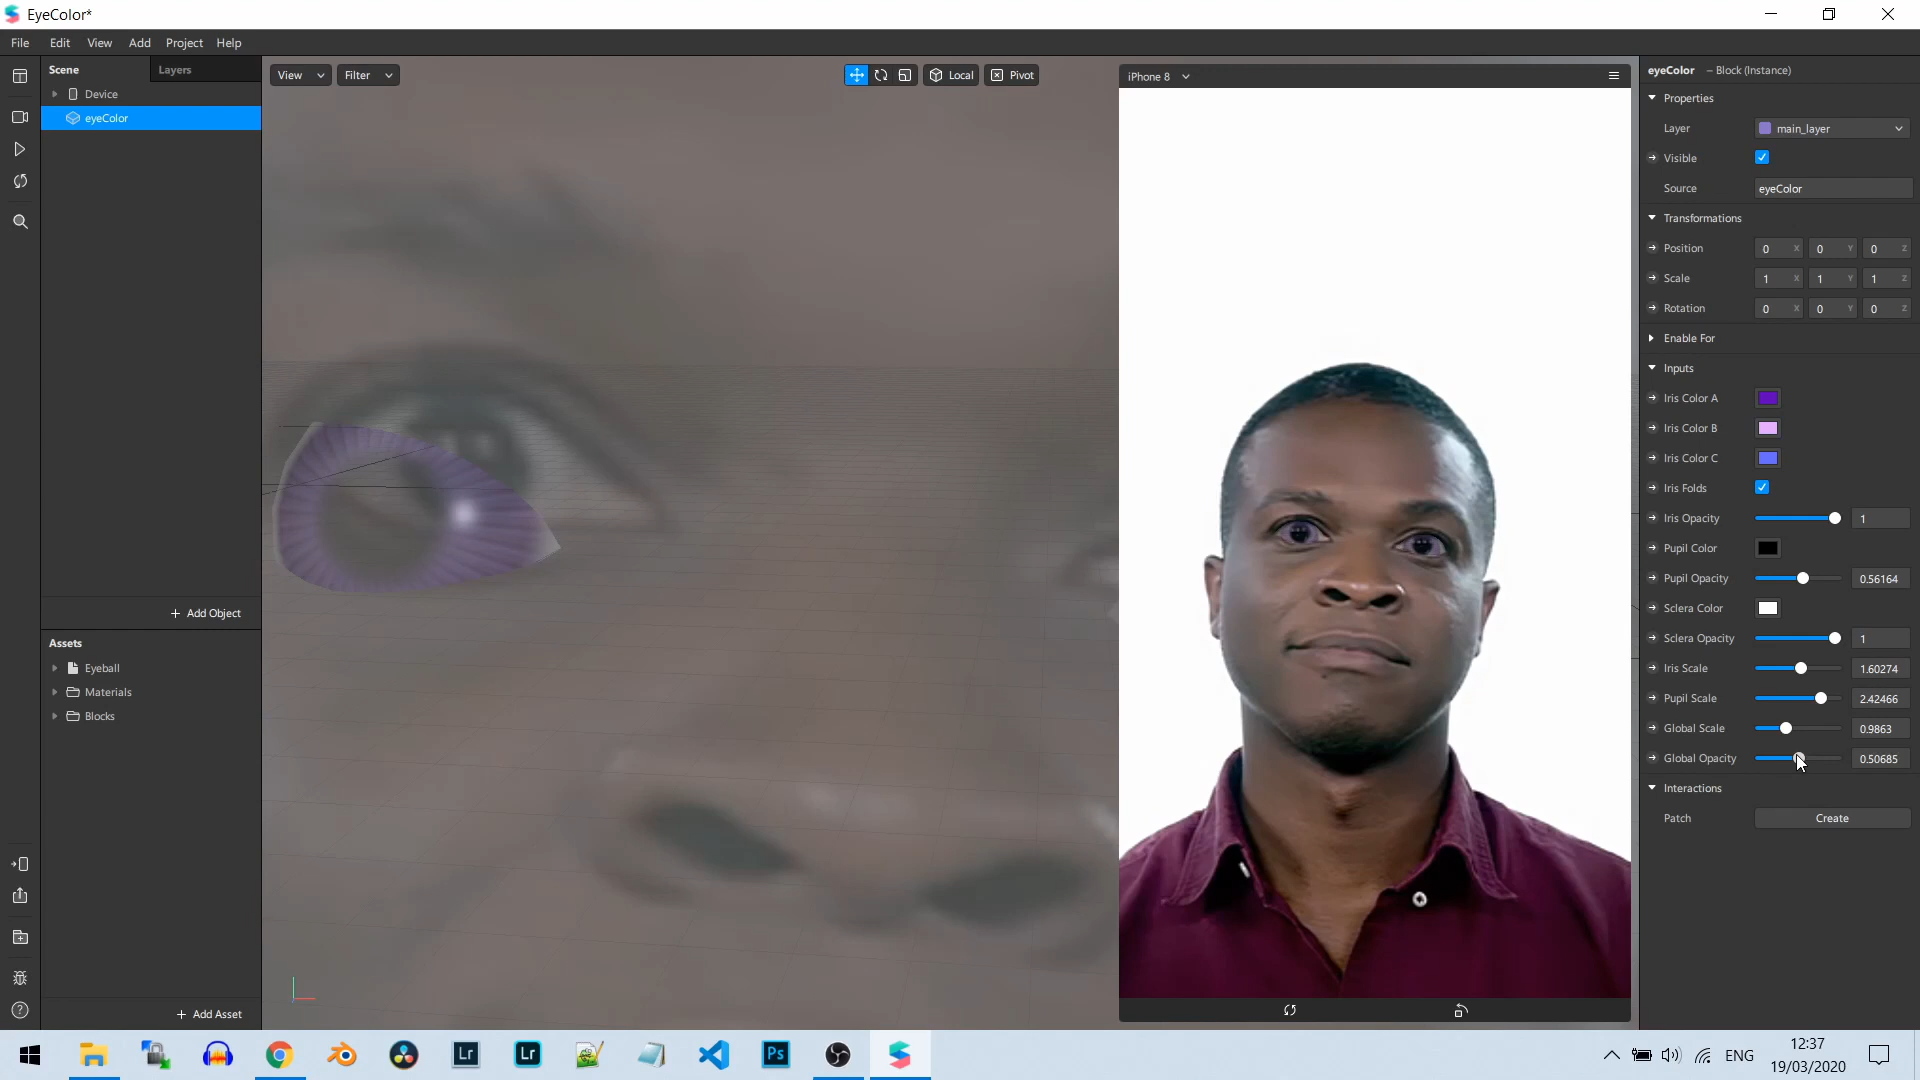 EyeColor*
File Edit View Add Project Help
Scene Layers
Device
eyeColor
Add Object
Assets
Eyeball
Materials
Blocks
Add Asset
View Filter Local Pivot
iPhone 8
eyeColor – Block (Instance)
Properties
Layer main_layer
Visible
Source eyeColor
Transformations
Position 0 X 0 Y 0 Z
Scale 1 X 1 Y 1 Z
Rotation 0 X 0 Y 0 Z
Enable For
Inputs
Iris Color A
Iris Color B
Iris Color C
Iris Folds
Iris Opacity 1
Pupil Color
Pupil Opacity 0.56164
Sclera Color
Sclera Opacity 1
Iris Scale 1.60274
Pupil Scale 2.42466
Global Scale 0.9863
Global Opacity 0.50685
Interactions
Patch Create
Lr Lr Ps
ENG
12:37
19/03/2020